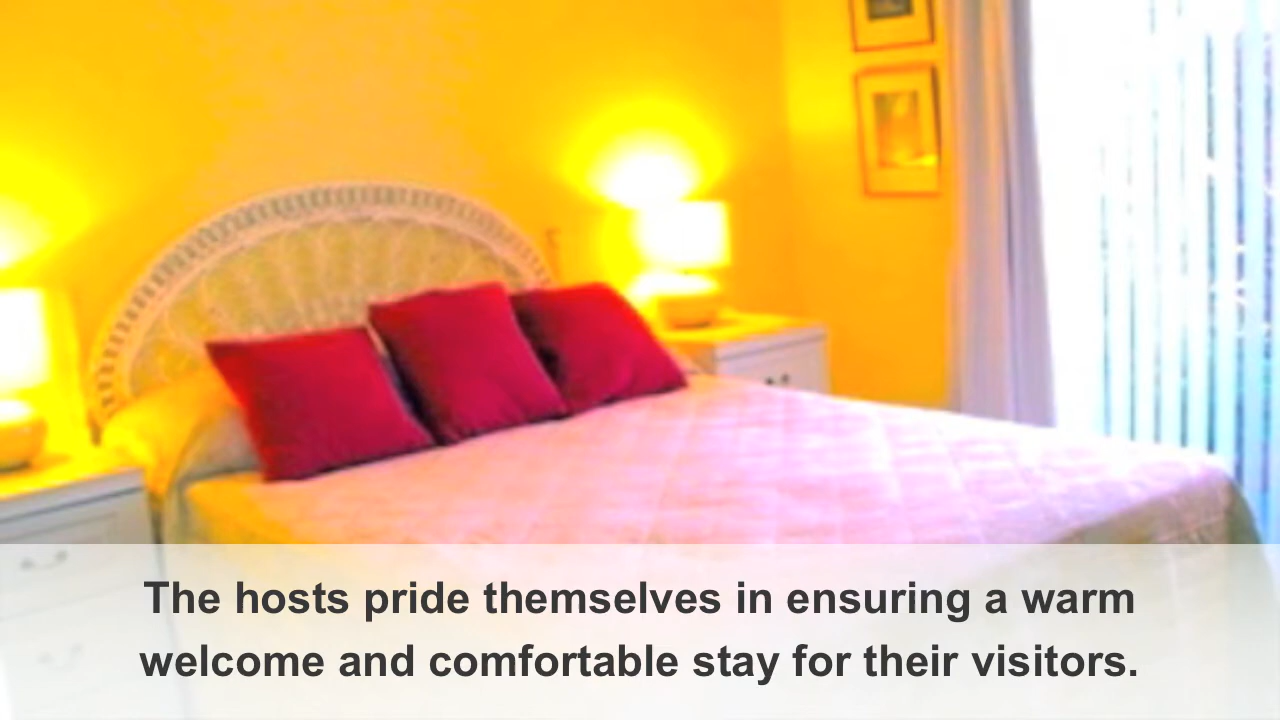 The hosts pride themselves in ensuring a warm
welcome and comfortable stay for their visitors.